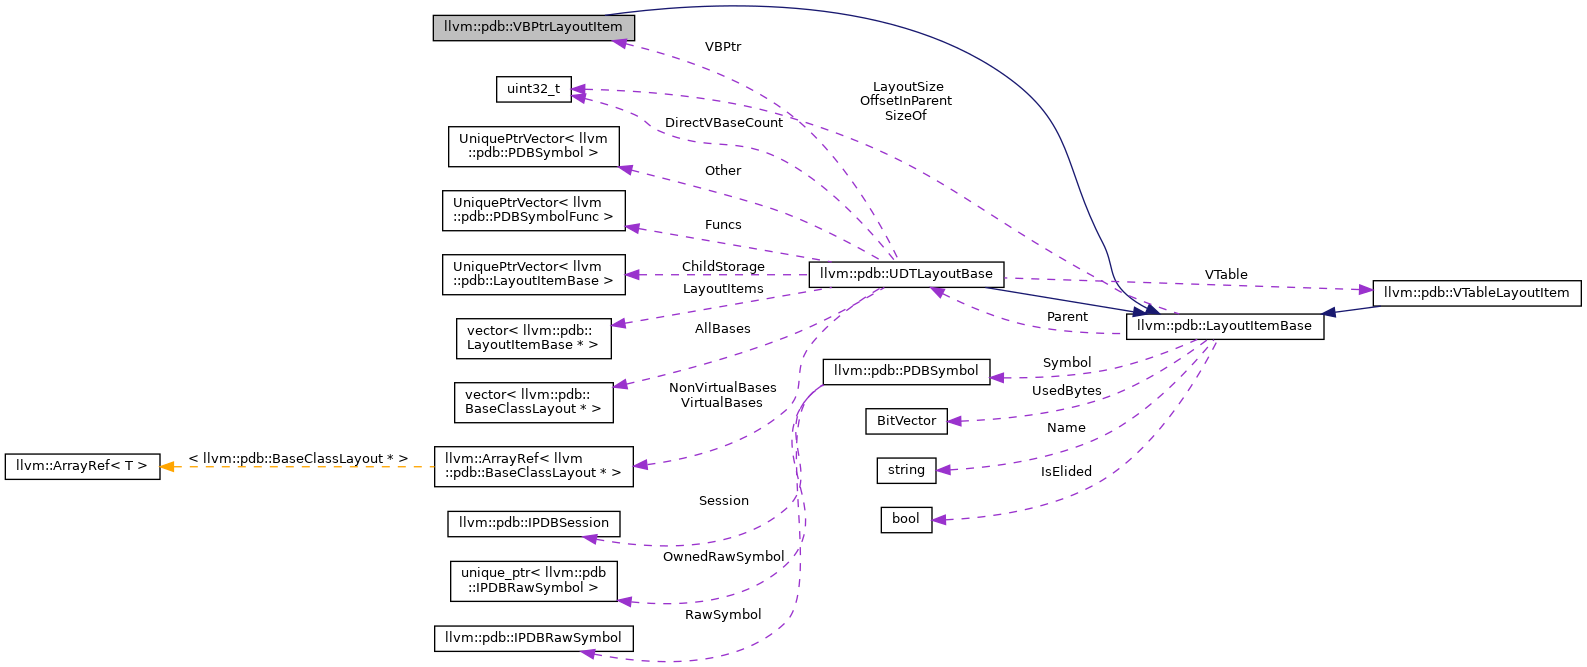 llvm::pdb::VBPtrLayoutItem
VBPtr
uint32_t
LayoutSize
OffsetInParent
SizeOf
DirectVBaseCount
UniquePtrVector< llvm
::pdb::PDBSymbol >
Other
UniquePtrVector< llvm
::pdb::PDBSymbolFunc >
Funcs
UniquePtrVector< llvm
::pdb::LayoutItemBase >
ChildStorage
llvm::pdb::UDTLayoutBase
VTable
llvm::pdb::VTableLayoutItem
LayoutItems
vector< llvm::pdb::
LayoutItemBase * >
Parent
llvm::pdb::LayoutItemBase
AllBases
vector< llvm::pdb::
BaseClassLayout * >
NonVirtualBases
VirtualBases
llvm::pdb::PDBSymbol
Symbol
UsedBytes
BitVector
Name
llvm::ArrayRef< T >
< llvm::pdb::BaseClassLayout * >
llvm::ArrayRef< llvm
::pdb::BaseClassLayout * >
string
IsElided
bool
Session
llvm::pdb::IPDBSession
OwnedRawSymbol
unique_ptr< llvm::pdb
::IPDBRawSymbol >
RawSymbol
llvm::pdb::IPDBRawSymbol